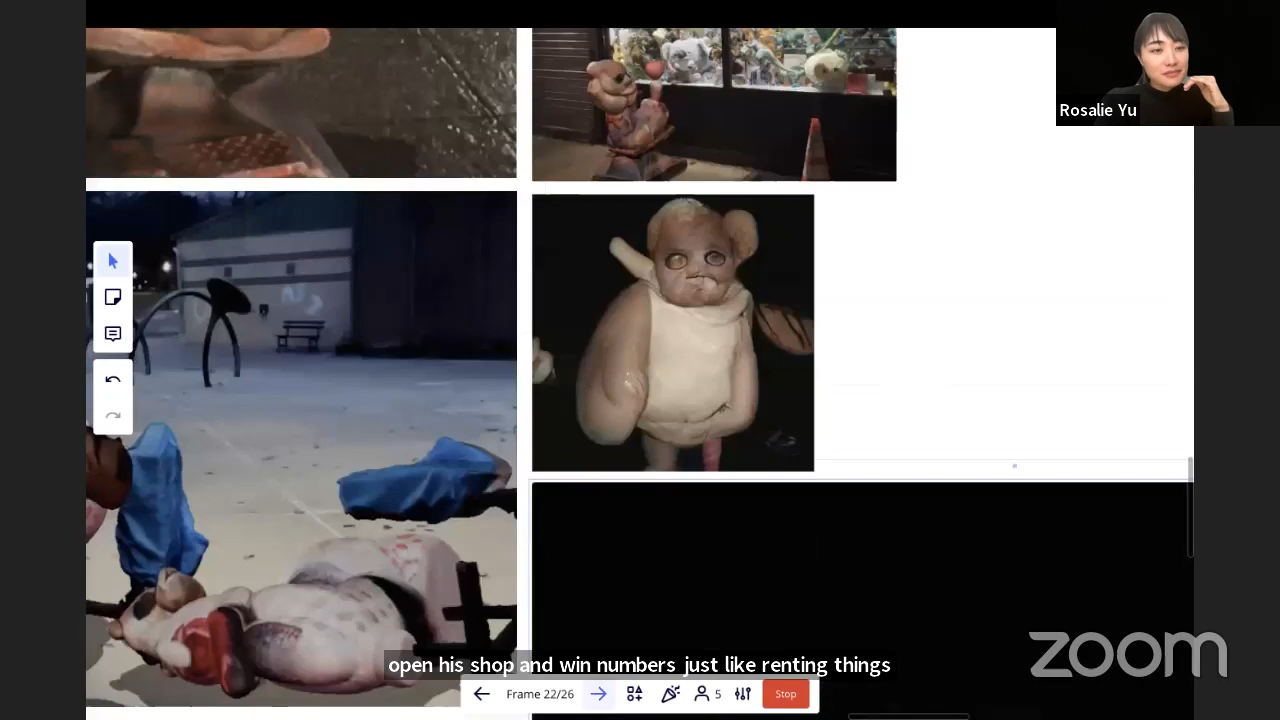 Rosalie Yu
open his shop and win numbers just like renting things
Frame 22/26
5
Stop
zoom